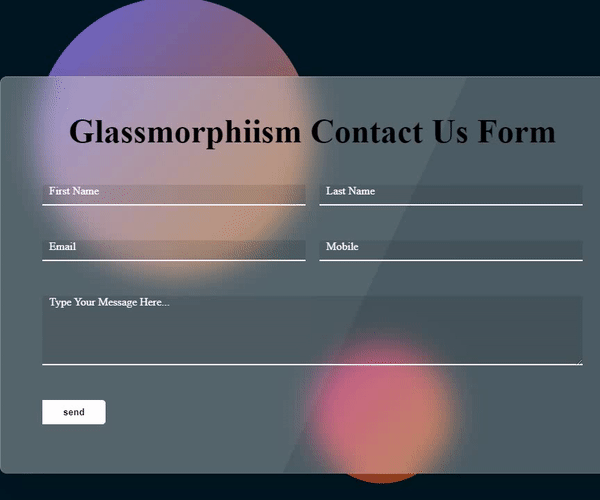 Glassmorphiism Contact Us Form
First Name Last Name
Email Mobile
Type Your Message Here...
send